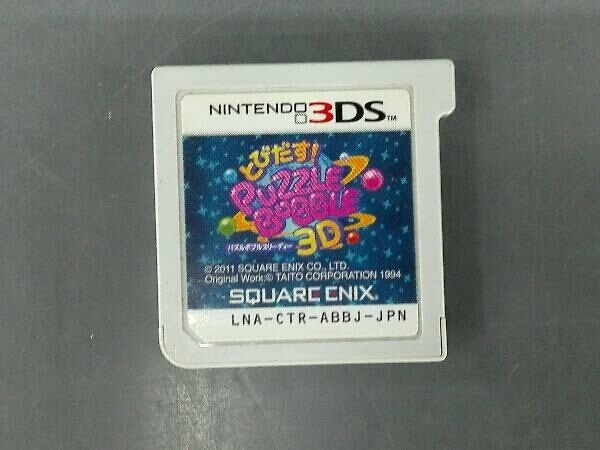 NINTENDO 3DS™
とびだす!
PUZZLE
BOBBLE
3D
パズルボブルスリーディー
© 2011 SQUARE ENIX CO., LTD.
Original Work:© TAITO CORPORATION 1994
SQUARE ENIX.
LNA-CTR-ABBJ-JPN